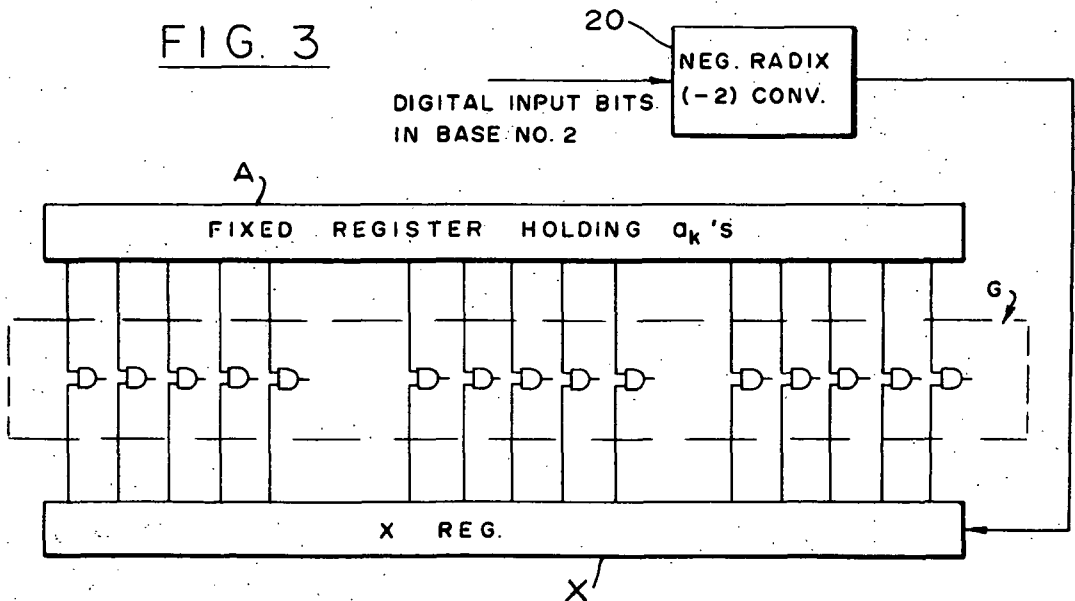 FIG. 3
20
NEG. RADIX
(-2) CONV.
DIGITAL INPUT BITS
IN BASE NO. 2
A
FIXED REGISTER HOLDING ak's
G
X REG.
X